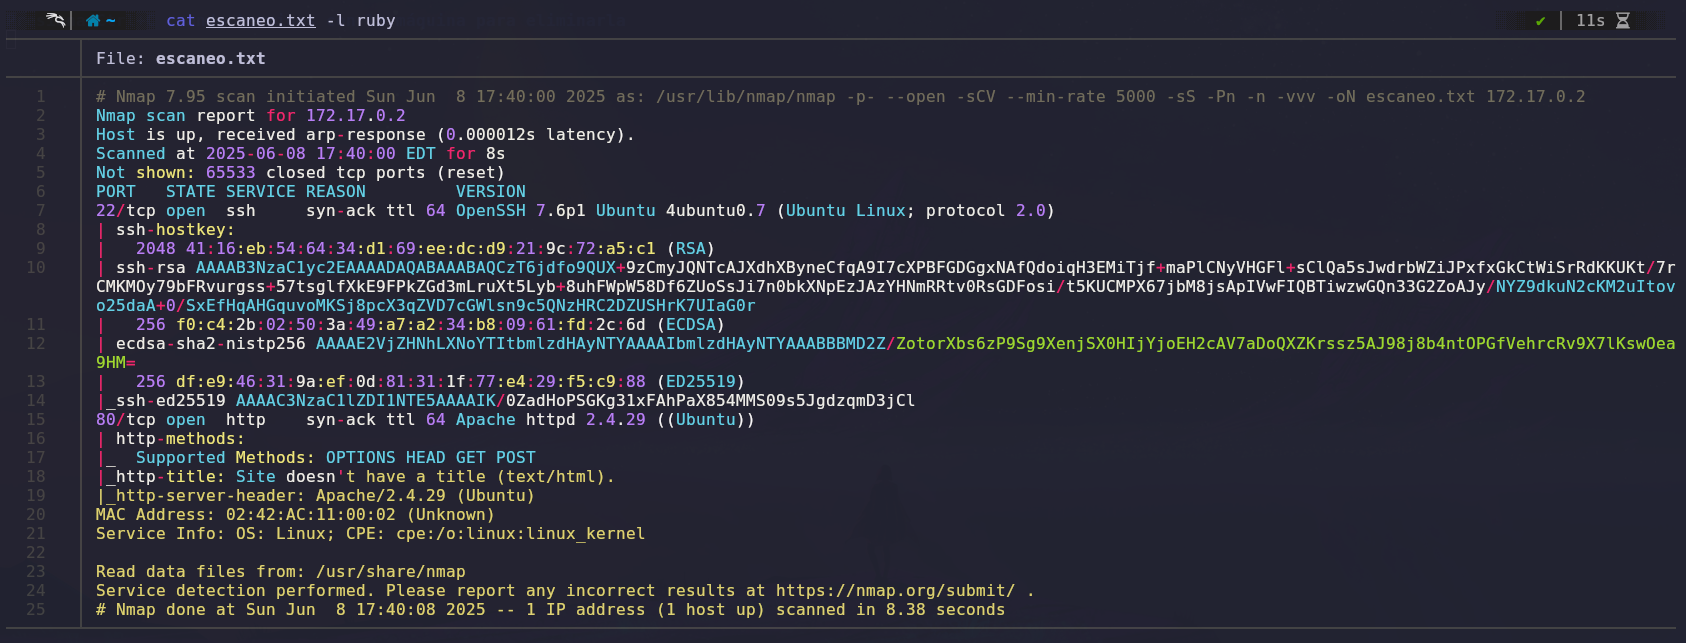 ~ cat escaneo.txt -l ruby ✔ 11s
File: escaneo.txt
1 # Nmap 7.95 scan initiated Sun Jun  8 17:40:00 2025 as: /usr/lib/nmap/nmap -p- --open -sCV --min-rate 5000 -sS -Pn -n -vvv -oN escaneo.txt 172.17.0.2
2 Nmap scan report for 172.17.0.2
3 Host is up, received arp-response (0.000012s latency).
4 Scanned at 2025-06-08 17:40:00 EDT for 8s
5 Not shown: 65533 closed tcp ports (reset)
6 PORT   STATE SERVICE REASON         VERSION
7 22/tcp open  ssh     syn-ack ttl 64 OpenSSH 7.6p1 Ubuntu 4ubuntu0.7 (Ubuntu Linux; protocol 2.0)
8 | ssh-hostkey:
9 |   2048 41:16:eb:54:64:34:d1:69:ee:dc:d9:21:9c:72:a5:c1 (RSA)
10 | ssh-rsa AAAAB3NzaC1yc2EAAAADAQABAAABAQCzT6jdfo9QUX+9zCmyJQNTcAJXdhXByneCfqA9I7cXPBFGDGgxNAfQdoiqH3EMiTjf+maPlCNyVHGFl+sClQa5sJwdrbWZiJPxfxGkCtWiSrRdKKUKt/7r
CMKMOy79bFRvurgss+57tsglfXkE9FPkZGd3mLruXt5Lyb+8uhFWpW58Df6ZUoSsJi7n0bkXNpEzJAzYHNmRRtv0RsGDFosi/t5KUCMPX67jbM8jsApIVwFIQBTiwzwGQn33G2ZoAJy/NYZ9dkuN2cKM2uItov
o25daA+0/SxEfHqAHGquvoMKSj8pcX3qZVD7cGWlsn9c5QNzHRC2DZUSHrK7UIaG0r
11 |   256 f0:c4:2b:02:50:3a:49:a7:a2:34:b8:09:61:fd:2c:6d (ECDSA)
12 | ecdsa-sha2-nistp256 AAAAE2VjZHNhLXNoYTItbmlzdHAyNTYAAAAIbmlzdHAyNTYAAABBBMD2Z/ZotorXbs6zP9Sg9XenjSX0HIjYjoEH2cAV7aDoQXZKrssz5AJ98j8b4ntOPGfVehrcRv9X7lKswOea
9HM=
13 |   256 df:e9:46:31:9a:ef:0d:81:31:1f:77:e4:29:f5:c9:88 (ED25519)
14 |_ssh-ed25519 AAAAC3NzaC1lZDI1NTE5AAAAIK/0ZadHoPSGKg31xFAhPaX854MMS09s5JgdzqmD3jCl
15 80/tcp open  http    syn-ack ttl 64 Apache httpd 2.4.29 ((Ubuntu))
16 | http-methods:
17 |_  Supported Methods: OPTIONS HEAD GET POST
18 |_http-title: Site doesn't have a title (text/html).
19 |_http-server-header: Apache/2.4.29 (Ubuntu)
20 MAC Address: 02:42:AC:11:00:02 (Unknown)
21 Service Info: OS: Linux; CPE: cpe:/o:linux:linux_kernel
22
23 Read data files from: /usr/share/nmap
24 Service detection performed. Please report any incorrect results at https://nmap.org/submit/ .
25 # Nmap done at Sun Jun  8 17:40:08 2025 -- 1 IP address (1 host up) scanned in 8.38 seconds